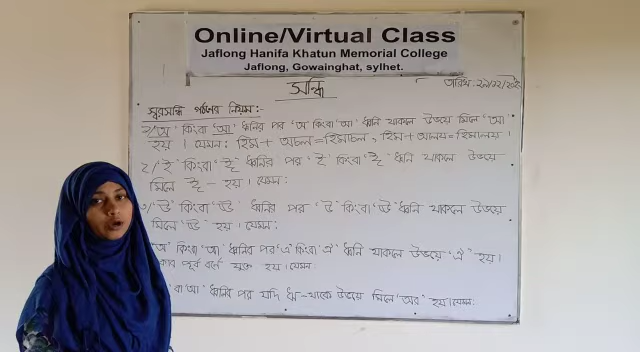 Online/Virtual Class
Jaflong Hanifa Khatun Memorial College
Jaflong, Gowainghat, sylhet.
সন্ধি
তারিখ:
স্বরসন্ধি গঠনের নিয়ম:-
১/ 'অ' কিংবা 'আ' ধ্বনির পর 'অ' কিংবা 'আ' ধ্বনি থাকলে উভয়ে মিলে 'আ'
হয়। যেমন: হিম + অচল = হিমাচল, হিম + আলয় = হিমালয়।
২/ 'ই' কিংবা 'ঈ' ধ্বনির পর 'ই' কিংবা 'ঈ' ধ্বনি থাকলে উভয়ে
মিলে ঈ - হয়। যেমন:
৩/ 'উ' কিংবা 'ঊ' ধ্বনির পর 'উ' কিংবা 'ঊ' ধ্বনি থাকলে উভয়ে
মিলে 'ঊ' হয়। যেমন:
'অ' কিংবা 'আ' ধ্বনির পর 'এ' কিংবা 'ঐ' ধ্বনি থাকলে উভয়ে 'ঐ' হয়।
পূর্ব বর্ণে যুক্ত হয়। যেমন:
বা 'আ' ধ্বনির পর যদি ঋ - থাকে উভয়ে মিলে 'অর' হয়। যেমন: